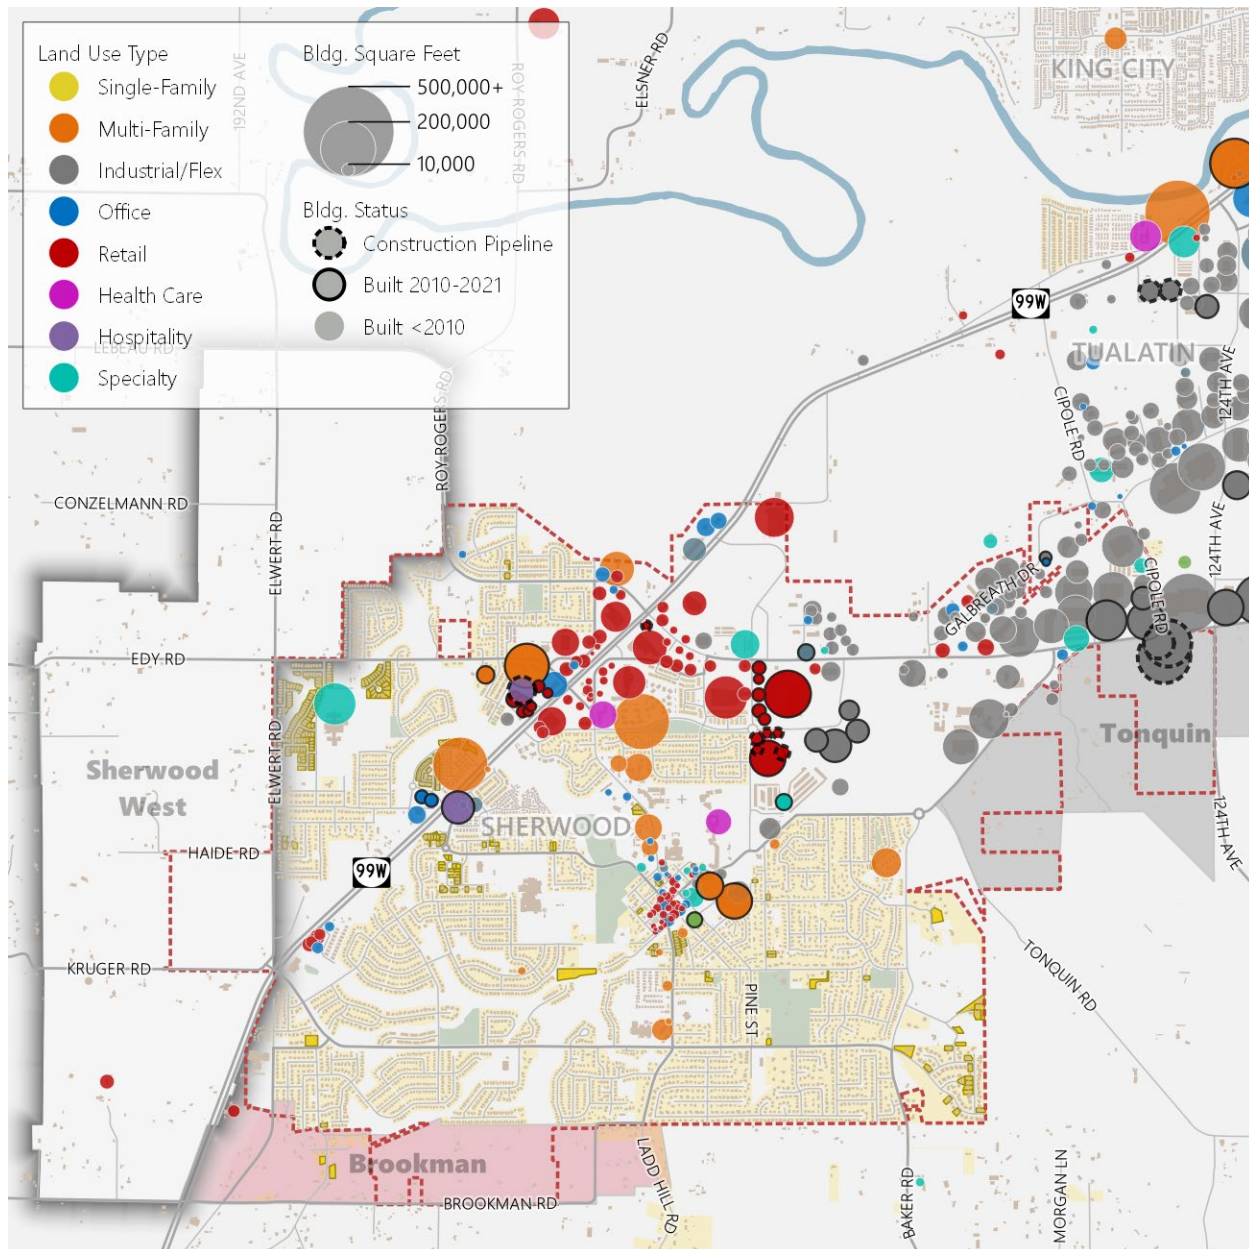 Land Use Type
Single-Family
Multi-Family
Industrial/Flex
Office
Retail
Health Care
Hospitality
Specialty
Bldg. Square Feet
500,000+
200,000
10,000
Bldg. Status
Construction Pipeline
Built 2010-2021
Built <2010
192ND AVE
ROY ROGERS RD
ELSNER RD
KING CITY
LEBEAU RD
99W
TUALATIN
124TH AVE
CIPOLE RD
ROY ROGERS RD
CONZELMANN RD
ELWERT RD
124TH AVE
GALBREATH DR
CIPOLE RD
EDY RD
ELWERT RD
Tonquin
Sherwood
West
SHERWOOD
124TH AVE
HAIDE RD
99W
KRUGER RD
PINE ST
TONQUIN RD
Brookman
LADD HILL RD
BROOKMAN RD
BAKER RD
MORGAN LN